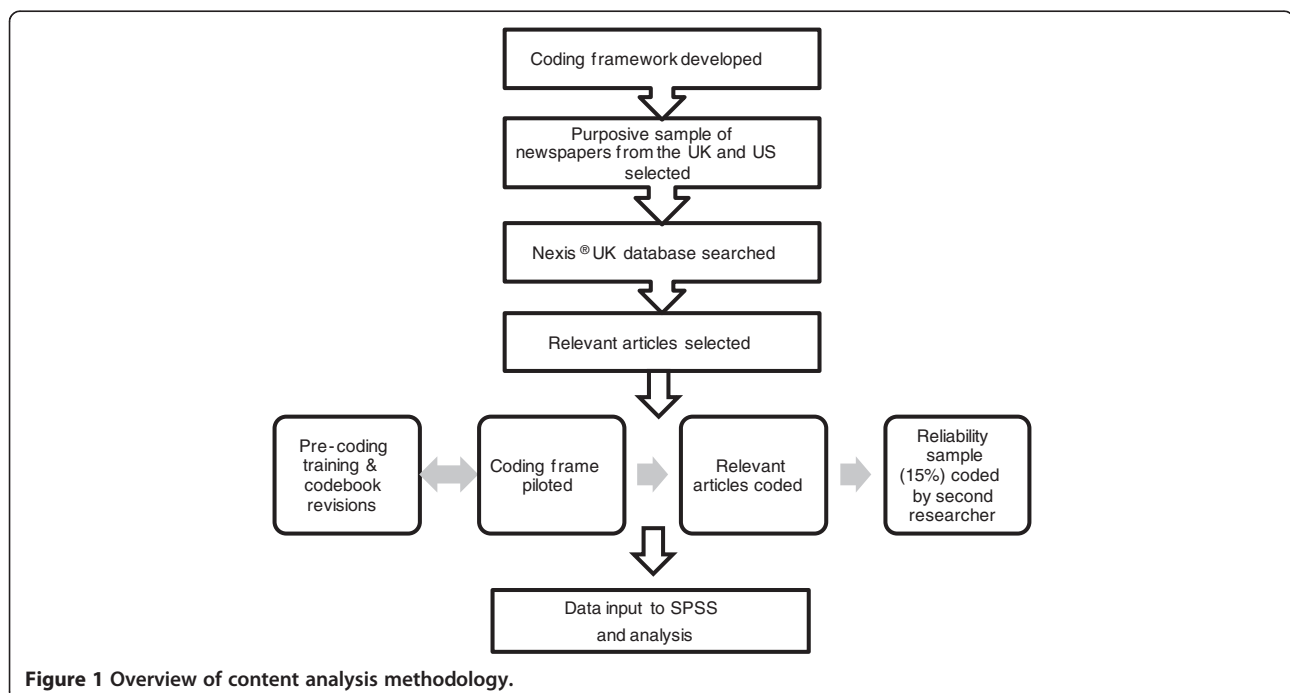 Coding framework developed
Purposive sample of
newspapers from the UK and US
selected
Nexis ® UK database searched
Relevant articles selected
Pre-coding
training &
codebook
revisions
Coding frame
piloted
Relevant
articles coded
Reliability
sample
(15%) coded
by second
researcher
Data input to SPSS
and analysis
Figure 1 Overview of content analysis methodology.